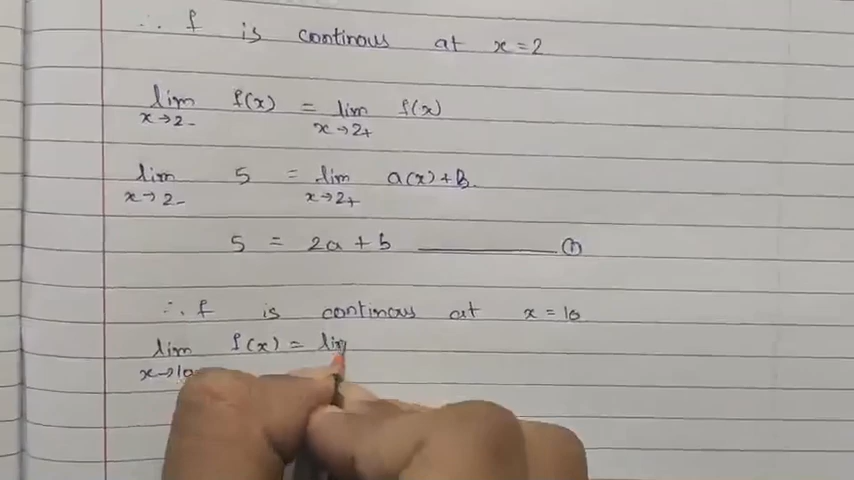 ∴ f is continous at x = 2
lim f(x) = lim f(x)
x→2- x→2+
lim 5 = lim a(x)+b
x→2- x→2+
5 = 2a + b ——— ①
∴ f is continous at x = 10
lim f(x) = lim
x→10